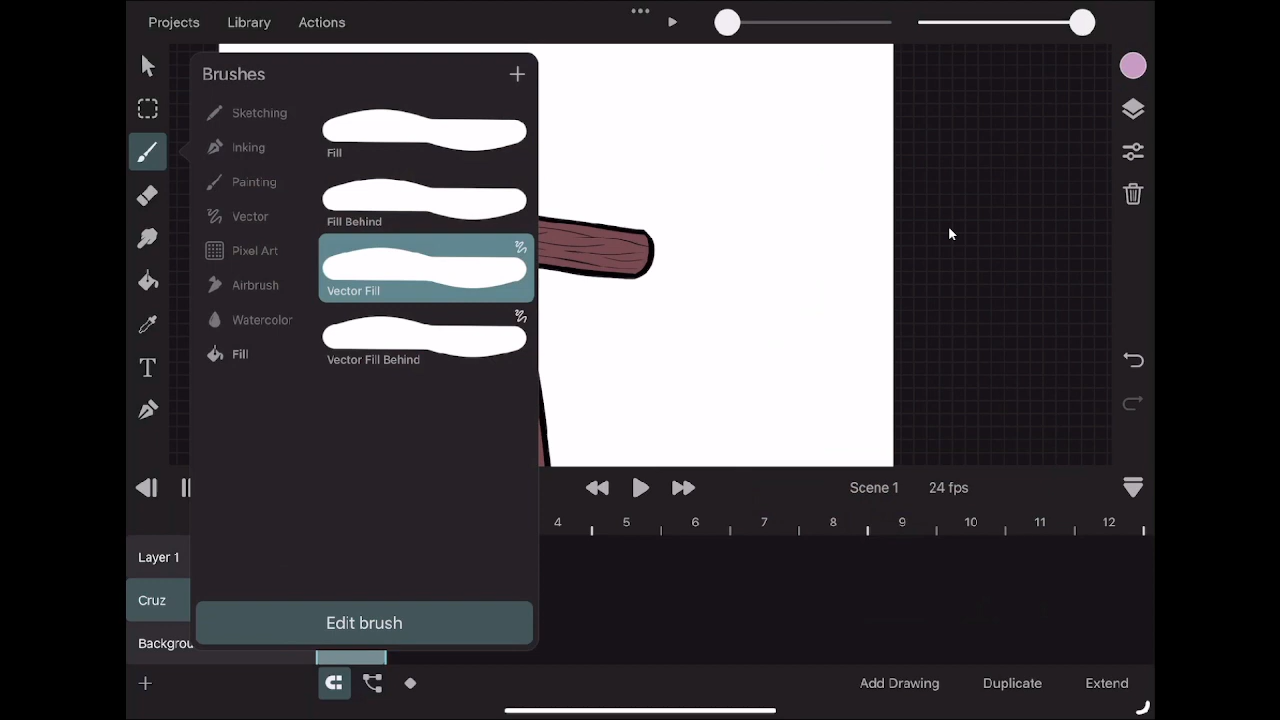 Projects Library Actions
Brushes
Sketching
Inking
Painting
Vector
Pixel Art
Airbrush
Watercolor
Fill
Fill
Fill Behind
Vector Fill
Vector Fill Behind
Edit brush
Scene 1 24 fps
4 5 6 7 8 9 10 11 12
Layer 1
Cruz
Backgrou
Add Drawing Duplicate Extend